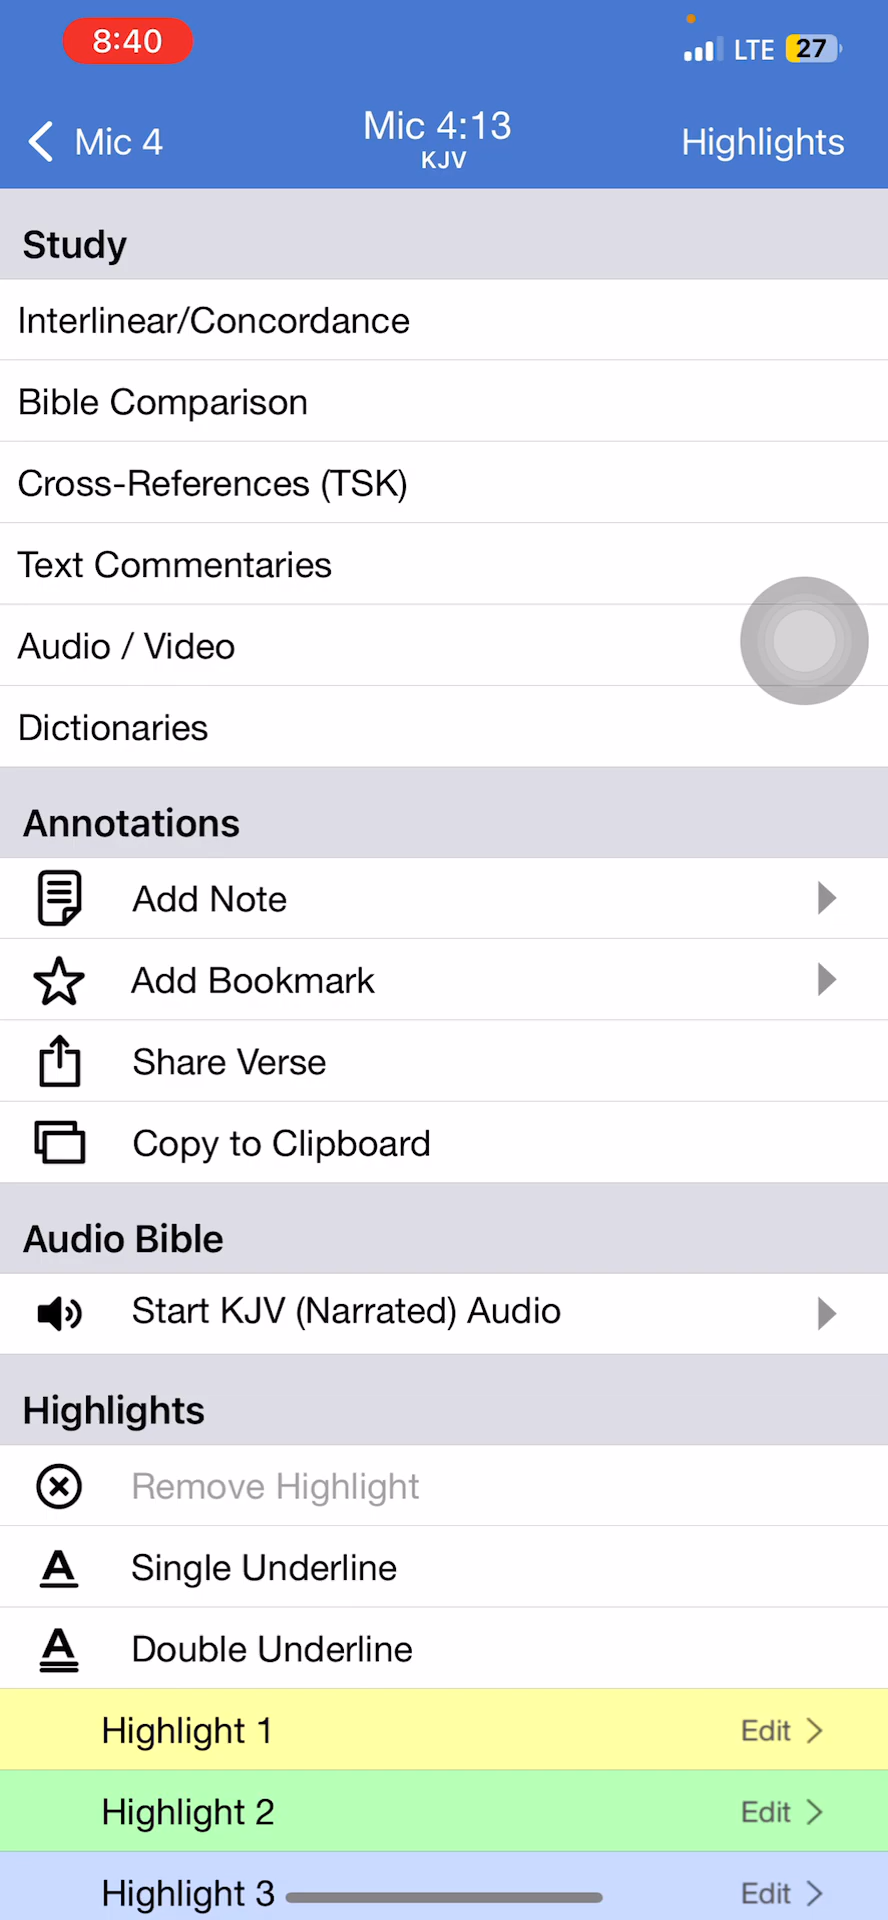 8:40
LTE 27
Mic 4
Mic 4:13
KJV
Highlights
Study
Interlinear/Concordance
Bible Comparison
Cross-References (TSK)
Text Commentaries
Audio / Video
Dictionaries
Annotations
Add Note
Add Bookmark
Share Verse
Copy to Clipboard
Audio Bible
Start KJV (Narrated) Audio
Highlights
Remove Highlight
A Single Underline
A Double Underline
Highlight 1 Edit
Highlight 2 Edit
Highlight 3 Edit